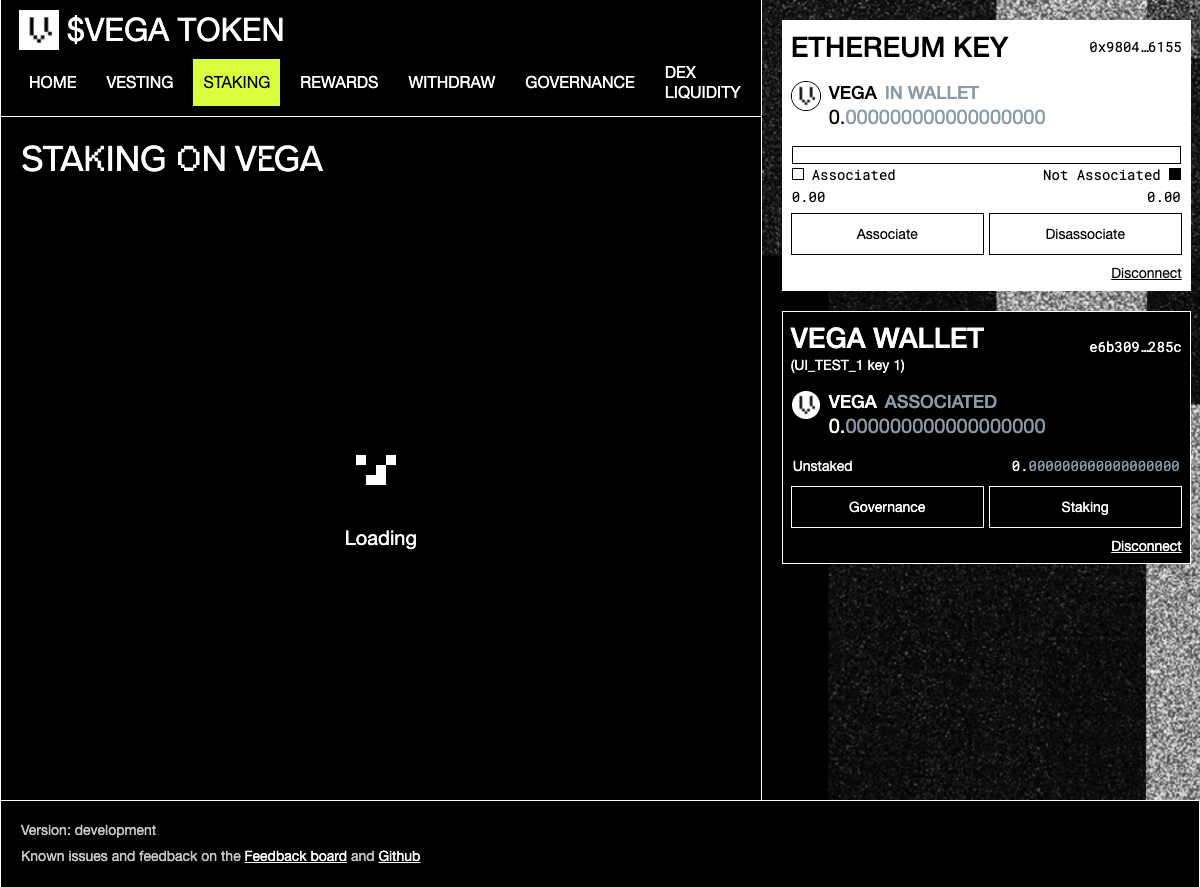 $VEGA TOKEN
HOME VESTING STAKING REWARDS WITHDRAW GOVERNANCE DEX LIQUIDITY
STAKING ON VEGA
Loading
ETHEREUM KEY 0x9804…6155
VEGA IN WALLET
0.000000000000000000
Associated Not Associated
0.00 0.00
Associate Disassociate
Disconnect
VEGA WALLET e6b309…285c
(UI_TEST_1 key 1)
VEGA ASSOCIATED
0.000000000000000000
Unstaked 0.000000000000000000
Governance Staking
Disconnect
Version: development
Known issues and feedback on the Feedback board and Github